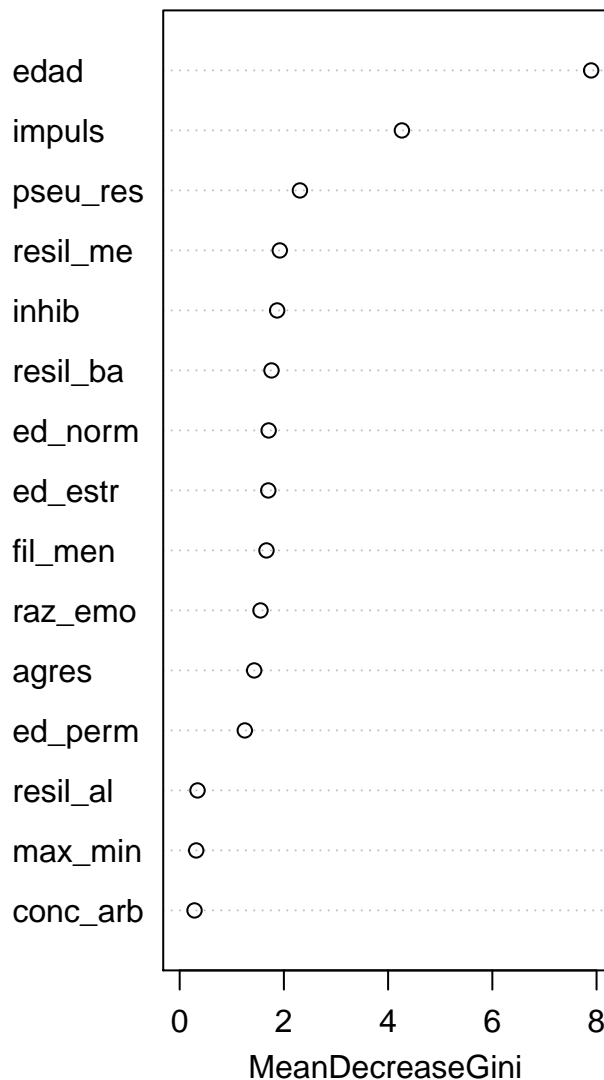 edad
impuls
pseu_res
resil_me
inhib
resil_ba
ed_norm
ed_estr
fil_men
raz_emo
agres
ed_perm
resil_al
max_min
conc_arb
0 2 4 6 8
MeanDecreaseGini